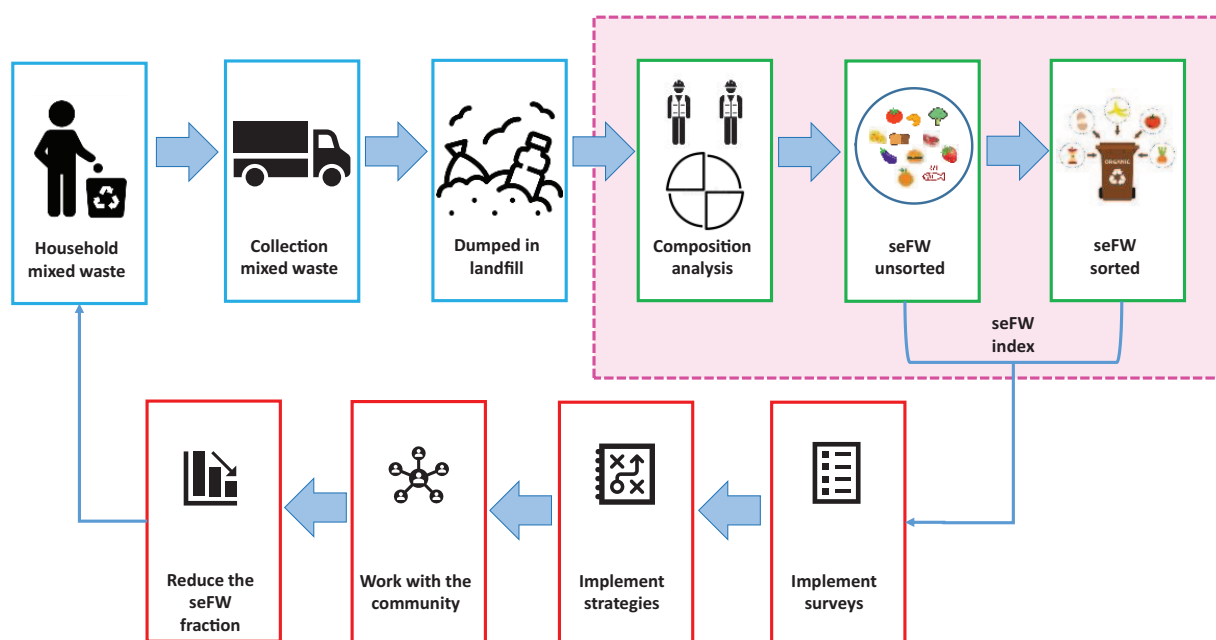 Household
mixed waste
Collection
mixed waste
Dumped in
landfill
Composition
analysis
seFW
unsorted
ORGANIC
seFW
sorted
seFW
index
Reduce the
seFW
fraction
Work with the
community
Implement
strategies
Implement
surveys